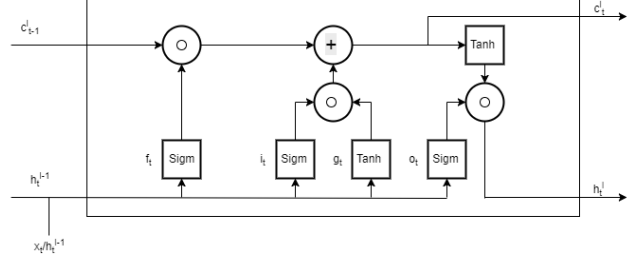 c^l_{t-1}
c^l_t
+
Tanh
f_t
Sigm
i_t
Sigm
g_t
Tanh
o_t
Sigm
h_t^{l-1}
h_t^l
x_t/h_t^{l-1}